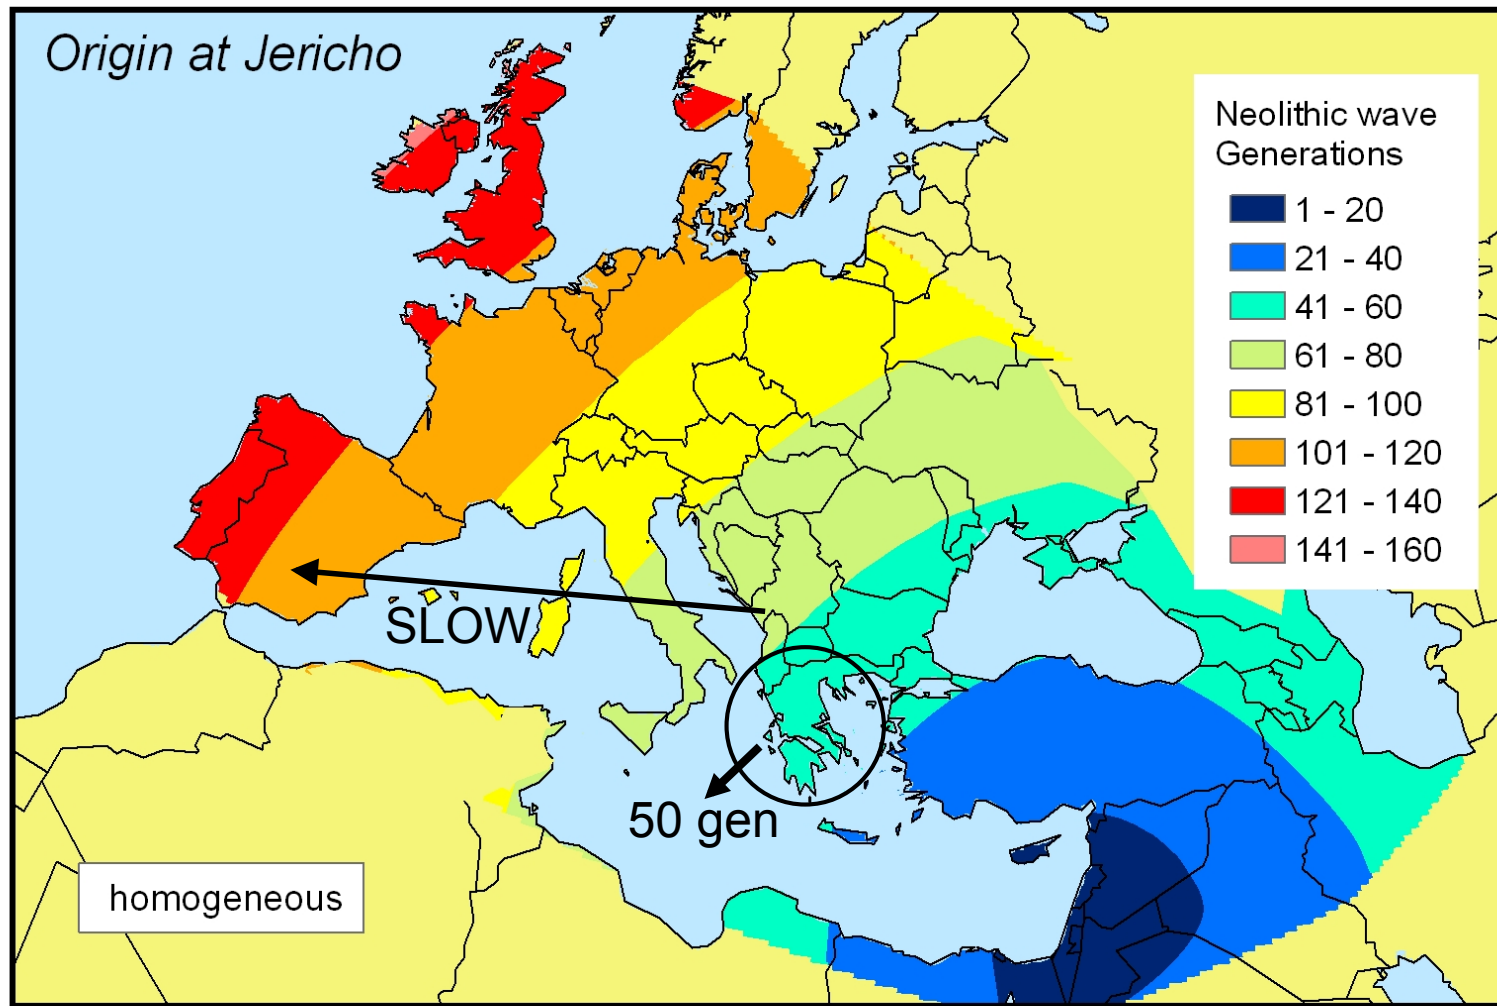 Origin at Jericho
Neolithic wave
Generations
1 - 20
21 - 40
41 - 60
61 - 80
81 - 100
101 - 120
121 - 140
141 - 160
SLOW
50 gen
homogeneous